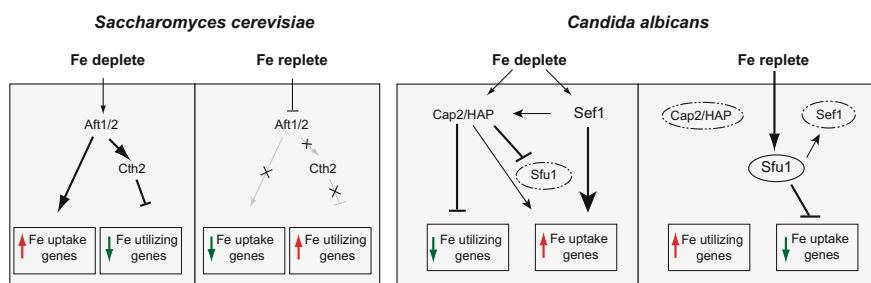 Saccharomyces cerevisiae
Candida albicans
Fe deplete
Fe replete
Fe deplete
Fe replete
Aft1/2
Cth2
Fe uptake
genes
Fe utilizing
genes
Aft1/2
Cth2
Fe uptake
genes
Fe utilizing
genes
Cap2/HAP
Sef1
Sfu1
Fe utilizing
genes
Fe uptake
genes
Cap2/HAP
Sef1
Sfu1
Fe utilizing
genes
Fe uptake
genes